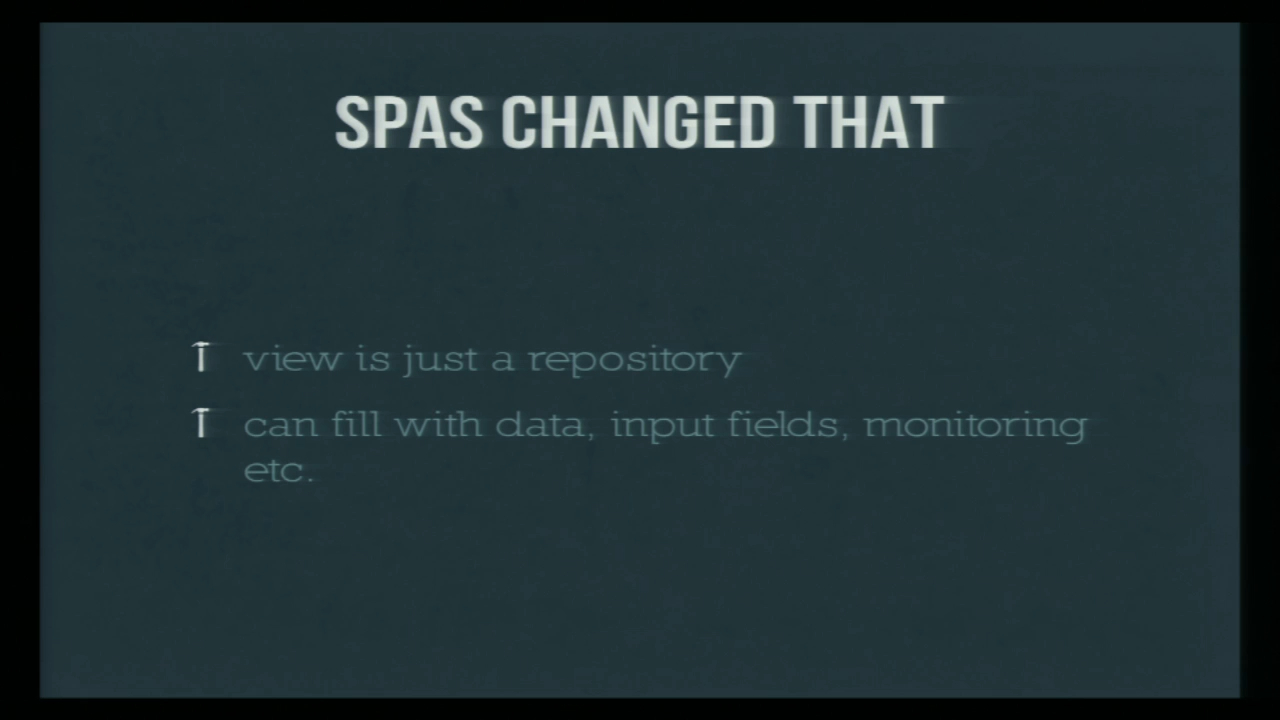 SPAS CHANGED THAT
view is just a repository
can fill with data, input fields, monitoring
etc.